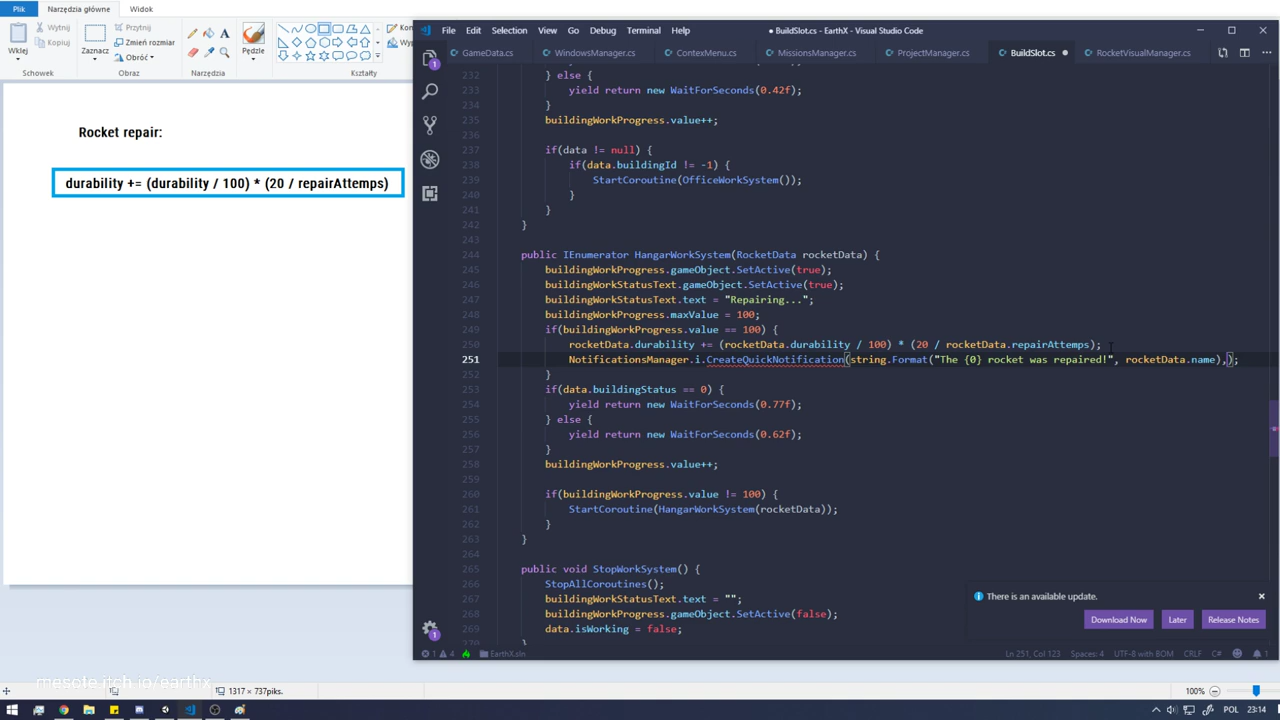 Plik
Narzędzia główne
Widok
Wklej
Wytnij
Kopiuj
Schowek
Zaznacz
Przytnij
Zmień rozmiar
Obróć
Obraz
A
Narzędzia
Pędzle
Kształty
Rocket repair:
durability += (durability / 100) * (20 / repairAttemps)
File Edit Selection View Go Debug Terminal Help
● BuildSlot.cs - EarthX - Visual Studio Code
GameData.cs WindowsManager.cs ContexMenu.cs MissionsManager.cs ProjectManager.cs BuildSlot.cs ● RocketVisualManager.cs
232 } else {
233 yield return new WaitForSeconds(0.42f);
234 }
235 buildingWorkProgress.value++;
236
237 if(data != null) {
238 if(data.buildingId != -1) {
239 StartCoroutine(OfficeWorkSystem());
240 }
241 }
242 }
243
244 public IEnumerator HangarWorkSystem(RocketData rocketData) {
245 buildingWorkProgress.gameObject.SetActive(true);
246 buildingWorkStatusText.gameObject.SetActive(true);
247 buildingWorkStatusText.text = "Repairing...";
248 buildingWorkProgress.maxValue = 100;
249 if(buildingWorkProgress.value == 100) {
250 rocketData.durability += (rocketData.durability / 100) * (20 / rocketData.repairAttemps);
251 NotificationsManager.i.CreateQuickNotification(string.Format("The {0} rocket was repaired!", rocketData.name),);
252 }
253 if(data.buildingStatus == 0) {
254 yield return new WaitForSeconds(0.77f);
255 } else {
256 yield return new WaitForSeconds(0.62f);
257 }
258 buildingWorkProgress.value++;
259
260 if(buildingWorkProgress.value != 100) {
261 StartCoroutine(HangarWorkSystem(rocketData));
262 }
263 }
264
265 public void StopWorkSystem() {
266 StopAllCoroutines();
267 buildingWorkStatusText.text = "";
268 buildingWorkProgress.gameObject.SetActive(false);
269 data.isWorking = false;
There is an available update.
Download Now Later Release Notes
1 4 EarthX.sln
Ln 251, Col 123 Spaces: 4 UTF-8 with BOM CRLF C# 1
mesote.itch.io/earthx
1317 × 737piks.
100%
POL 23:14